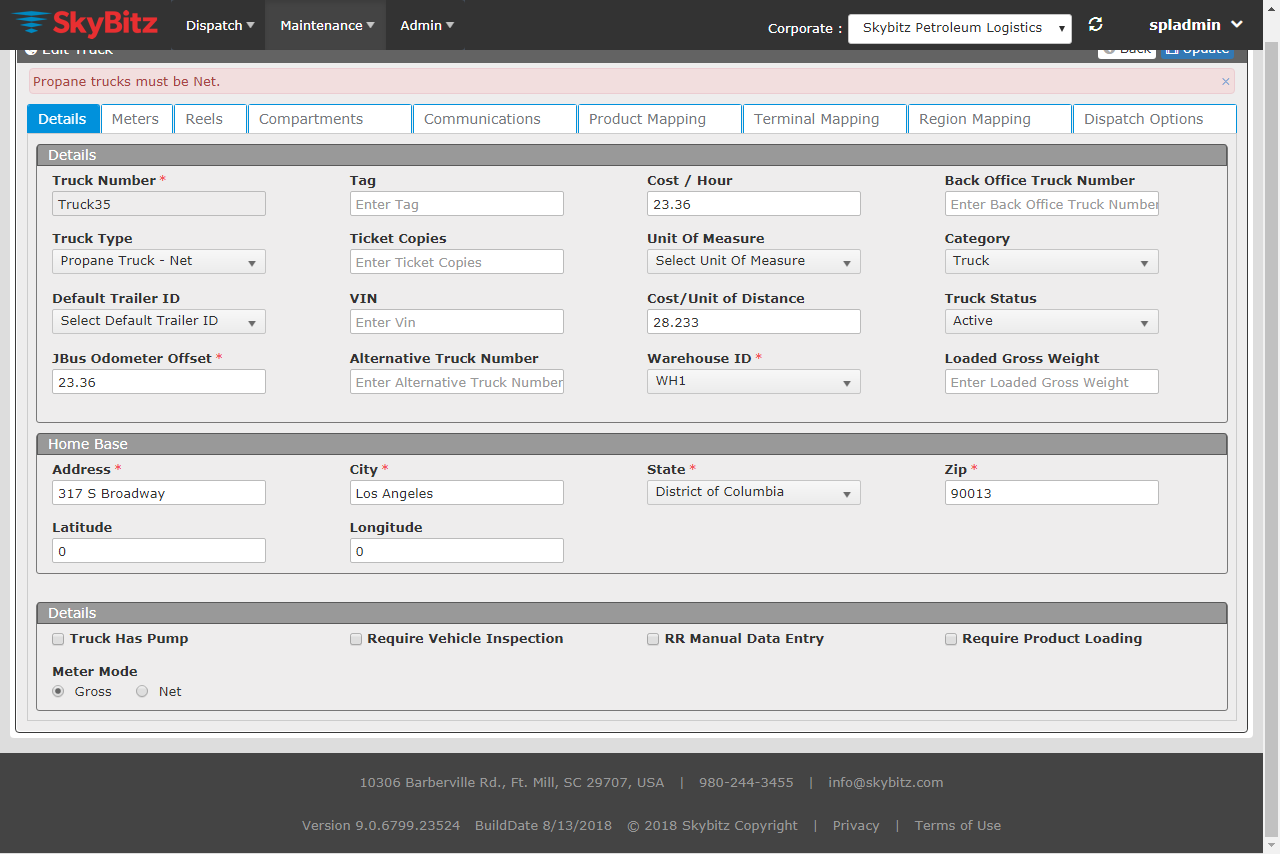 SkyBitz Dispatch Maintenance Admin Corporate : Skybitz Petroleum Logistics spladmin
Edit Truck Back Update
Propane trucks must be Net. ×
Details Meters Reels Compartments Communications Product Mapping Terminal Mapping Region Mapping Dispatch Options
Details
Truck Number * Tag Cost / Hour Back Office Truck Number
Truck35 Enter Tag 23.36 Enter Back Office Truck Number
Truck Type Ticket Copies Unit Of Measure Category
Propane Truck - Net Enter Ticket Copies Select Unit Of Measure Truck
Default Trailer ID VIN Cost/Unit of Distance Truck Status
Select Default Trailer ID Enter Vin 28.233 Active
JBus Odometer Offset * Alternative Truck Number Warehouse ID * Loaded Gross Weight
23.36 Enter Alternative Truck Number WH1 Enter Loaded Gross Weight
Home Base
Address * City * State * Zip *
317 S Broadway Los Angeles District of Columbia 90013
Latitude Longitude
0 0
Details
Truck Has Pump Require Vehicle Inspection RR Manual Data Entry Require Product Loading
Meter Mode
Gross Net
10306 Barberville Rd., Ft. Mill, SC 29707, USA | 980-244-3455 | info@skybitz.com
Version 9.0.6799.23524 BuildDate 8/13/2018 © 2018 Skybitz Copyright | Privacy | Terms of Use